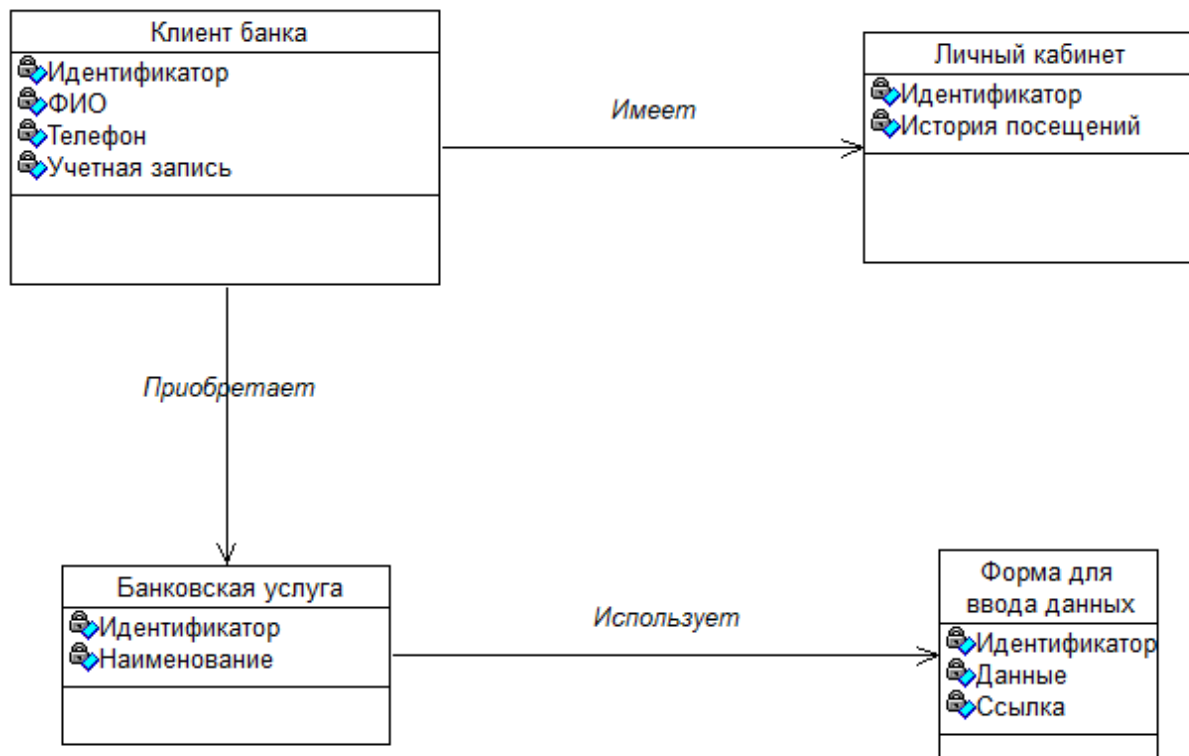 Клиент банка
Идентификатор
ФИО
Телефон
Учетная запись
Имеет
Личный кабинет
Идентификатор
История посещений
Приобретает
Банковская услуга
Идентификатор
Наименование
Использует
Форма для
ввода данных
Идентификатор
Данные
Ссылка